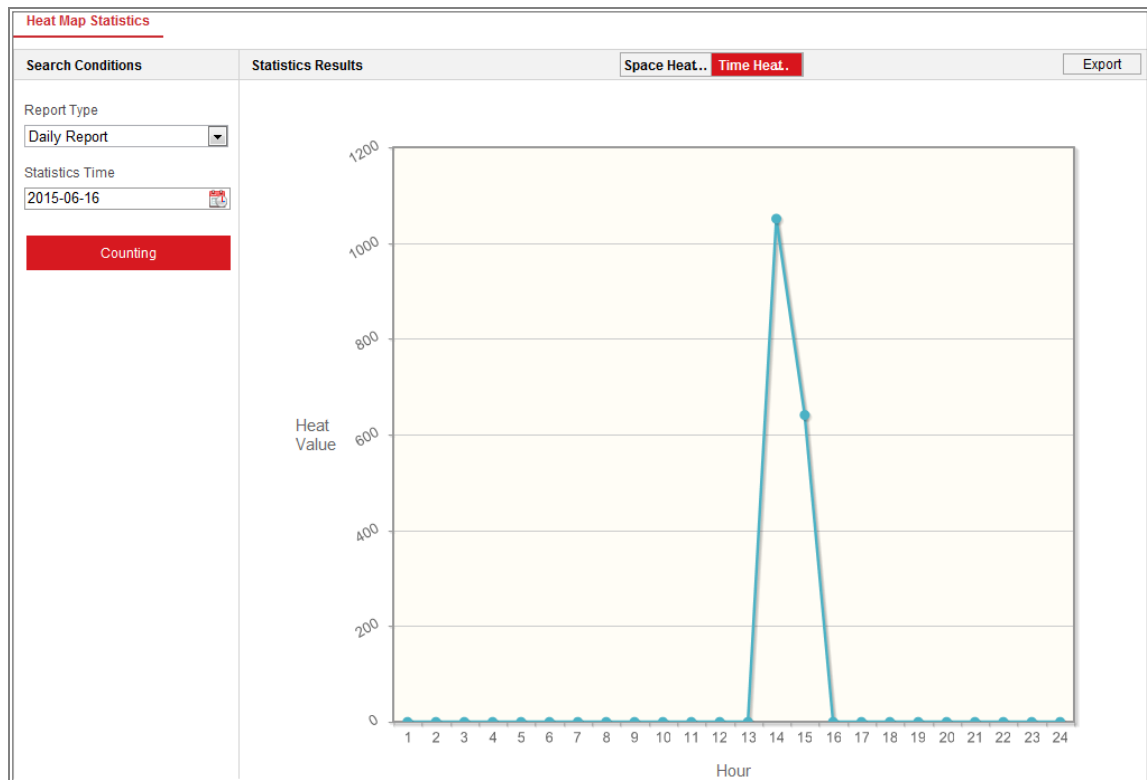 Heat Map Statistics
Search Conditions
Statistics Results
Space Heat...
Time Heat..
Export
Report Type
Daily Report
Statistics Time
2015-06-16
Counting
1200
1000
800
Heat
Value
600
400
200
0
1 2 3 4 5 6 7 8 9 10 11 12 13 14 15 16 17 18 19 20 21 22 23 24
Hour